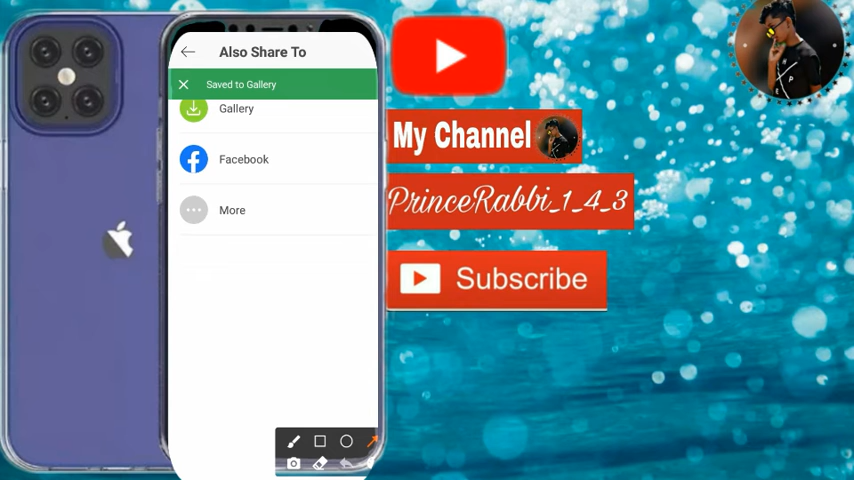 Also Share To
Saved to Gallery
Gallery
Facebook
More
My Channel
PrinceRabbi_1_4_3
Subscribe